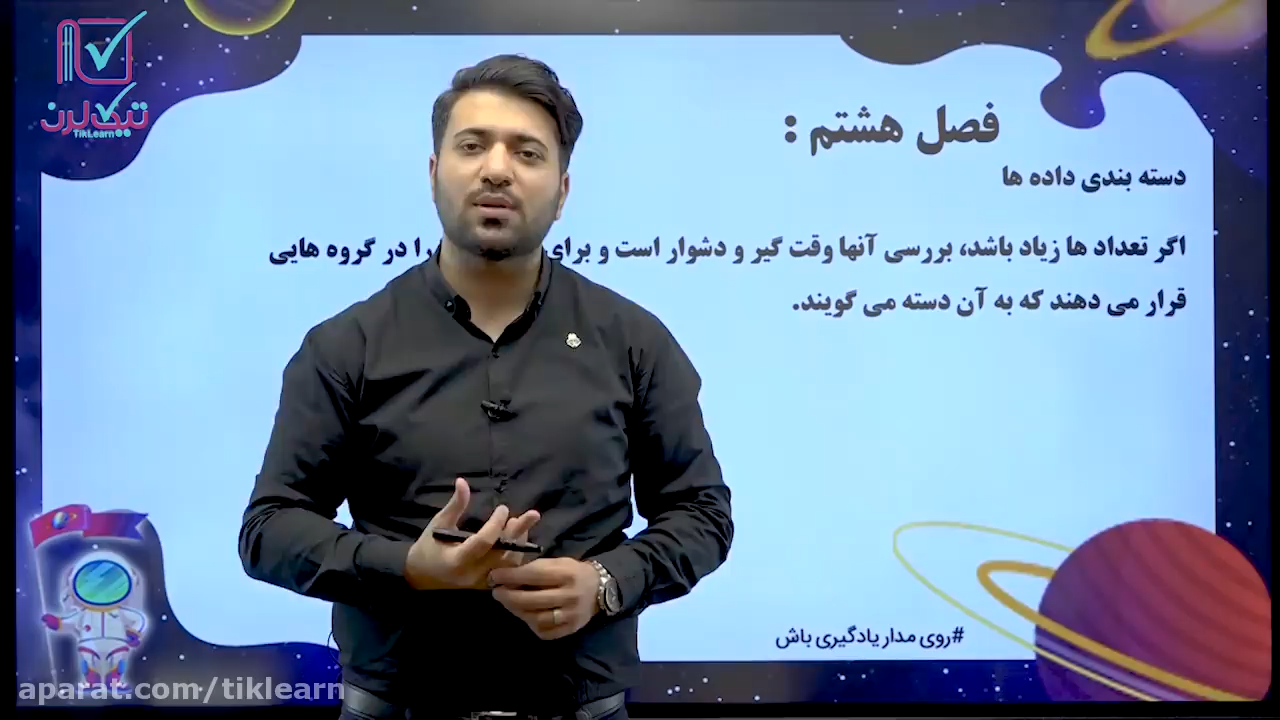 فصل هشتم :
دسته بندی داده ها
اگر تعداد ها زیاد باشد، بررسی آنها وقت گیر و دشوار است و برای را در گروه هایی
قرار می دهند که به آن دسته می گویند.
#روی مدار یادگیری باش
تیک لرن
TikLearn
aparat.com/tiklearn